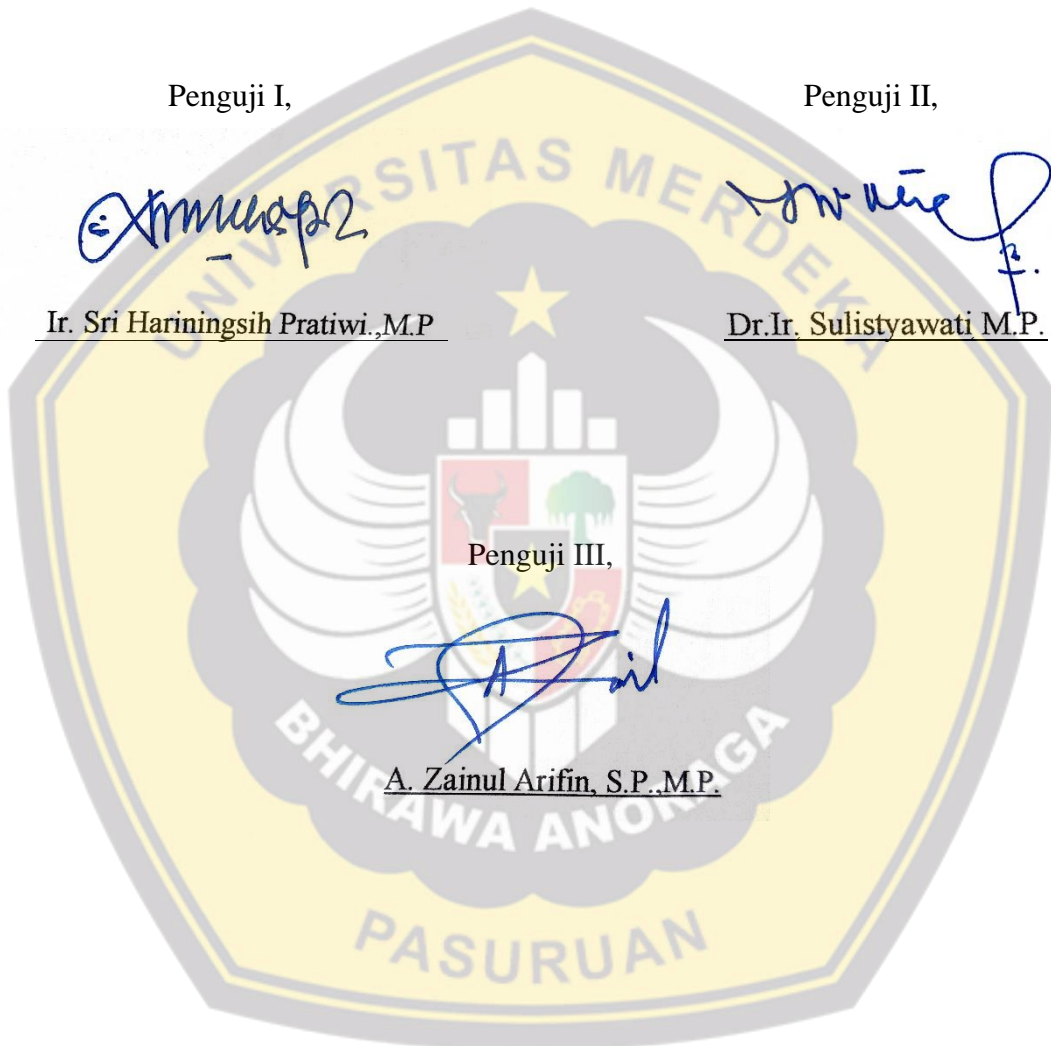 Penguji I,
Penguji II,
UNIVERSITAS MERDEKA
Ir. Sri Hariningsih Pratiwi.,M.P
Dr.Ir. Sulistyawati M.P.
Penguji III,
A. Zainul Arifin, S.P.,M.P.
BHIRAWA ANORAGA
PASURUAN